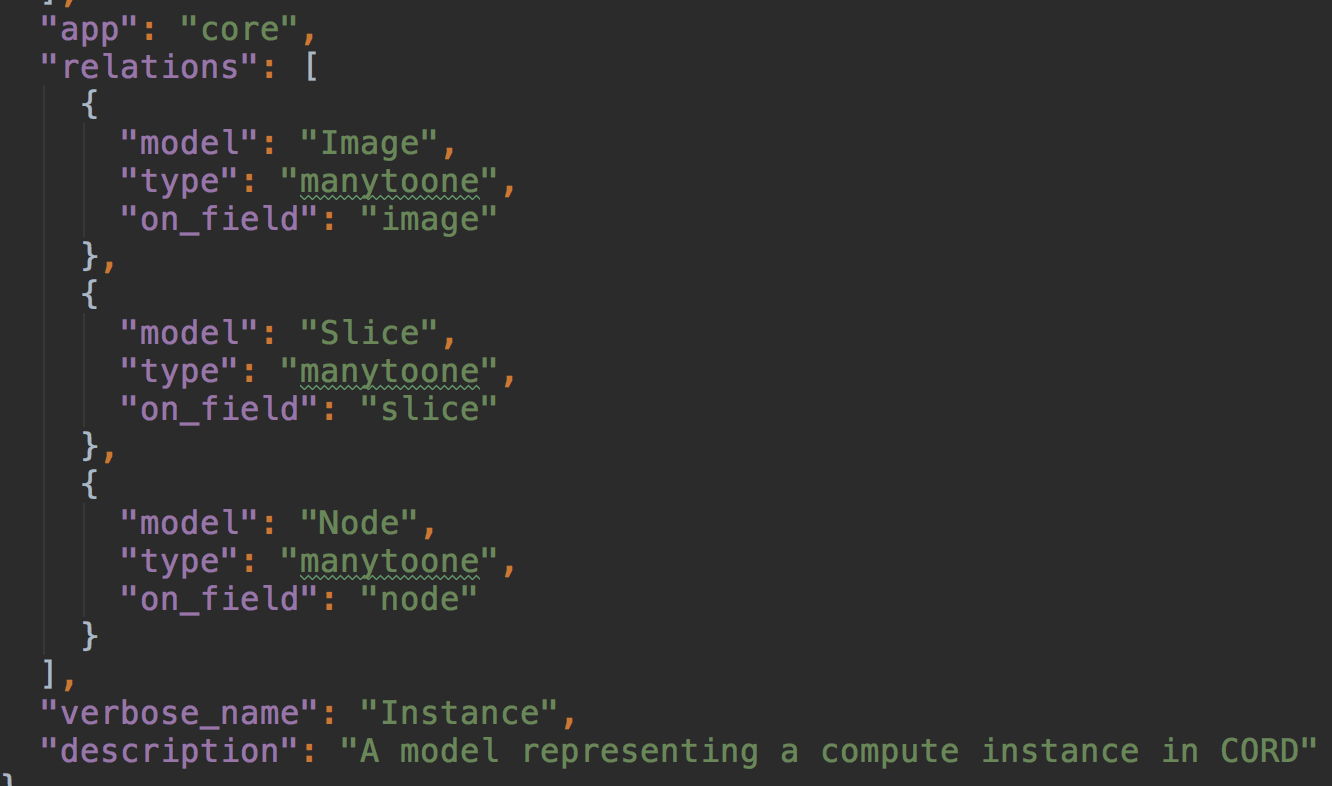 ],
"app": "core",
"relations": [
{
"model": "Image",
"type": "manytoone",
"on_field": "image"
},
{
"model": "Slice",
"type": "manytoone",
"on_field": "slice"
},
{
"model": "Node",
"type": "manytoone",
"on_field": "node"
}
],
"verbose_name": "Instance",
"description": "A model representing a compute instance in CORD"
}